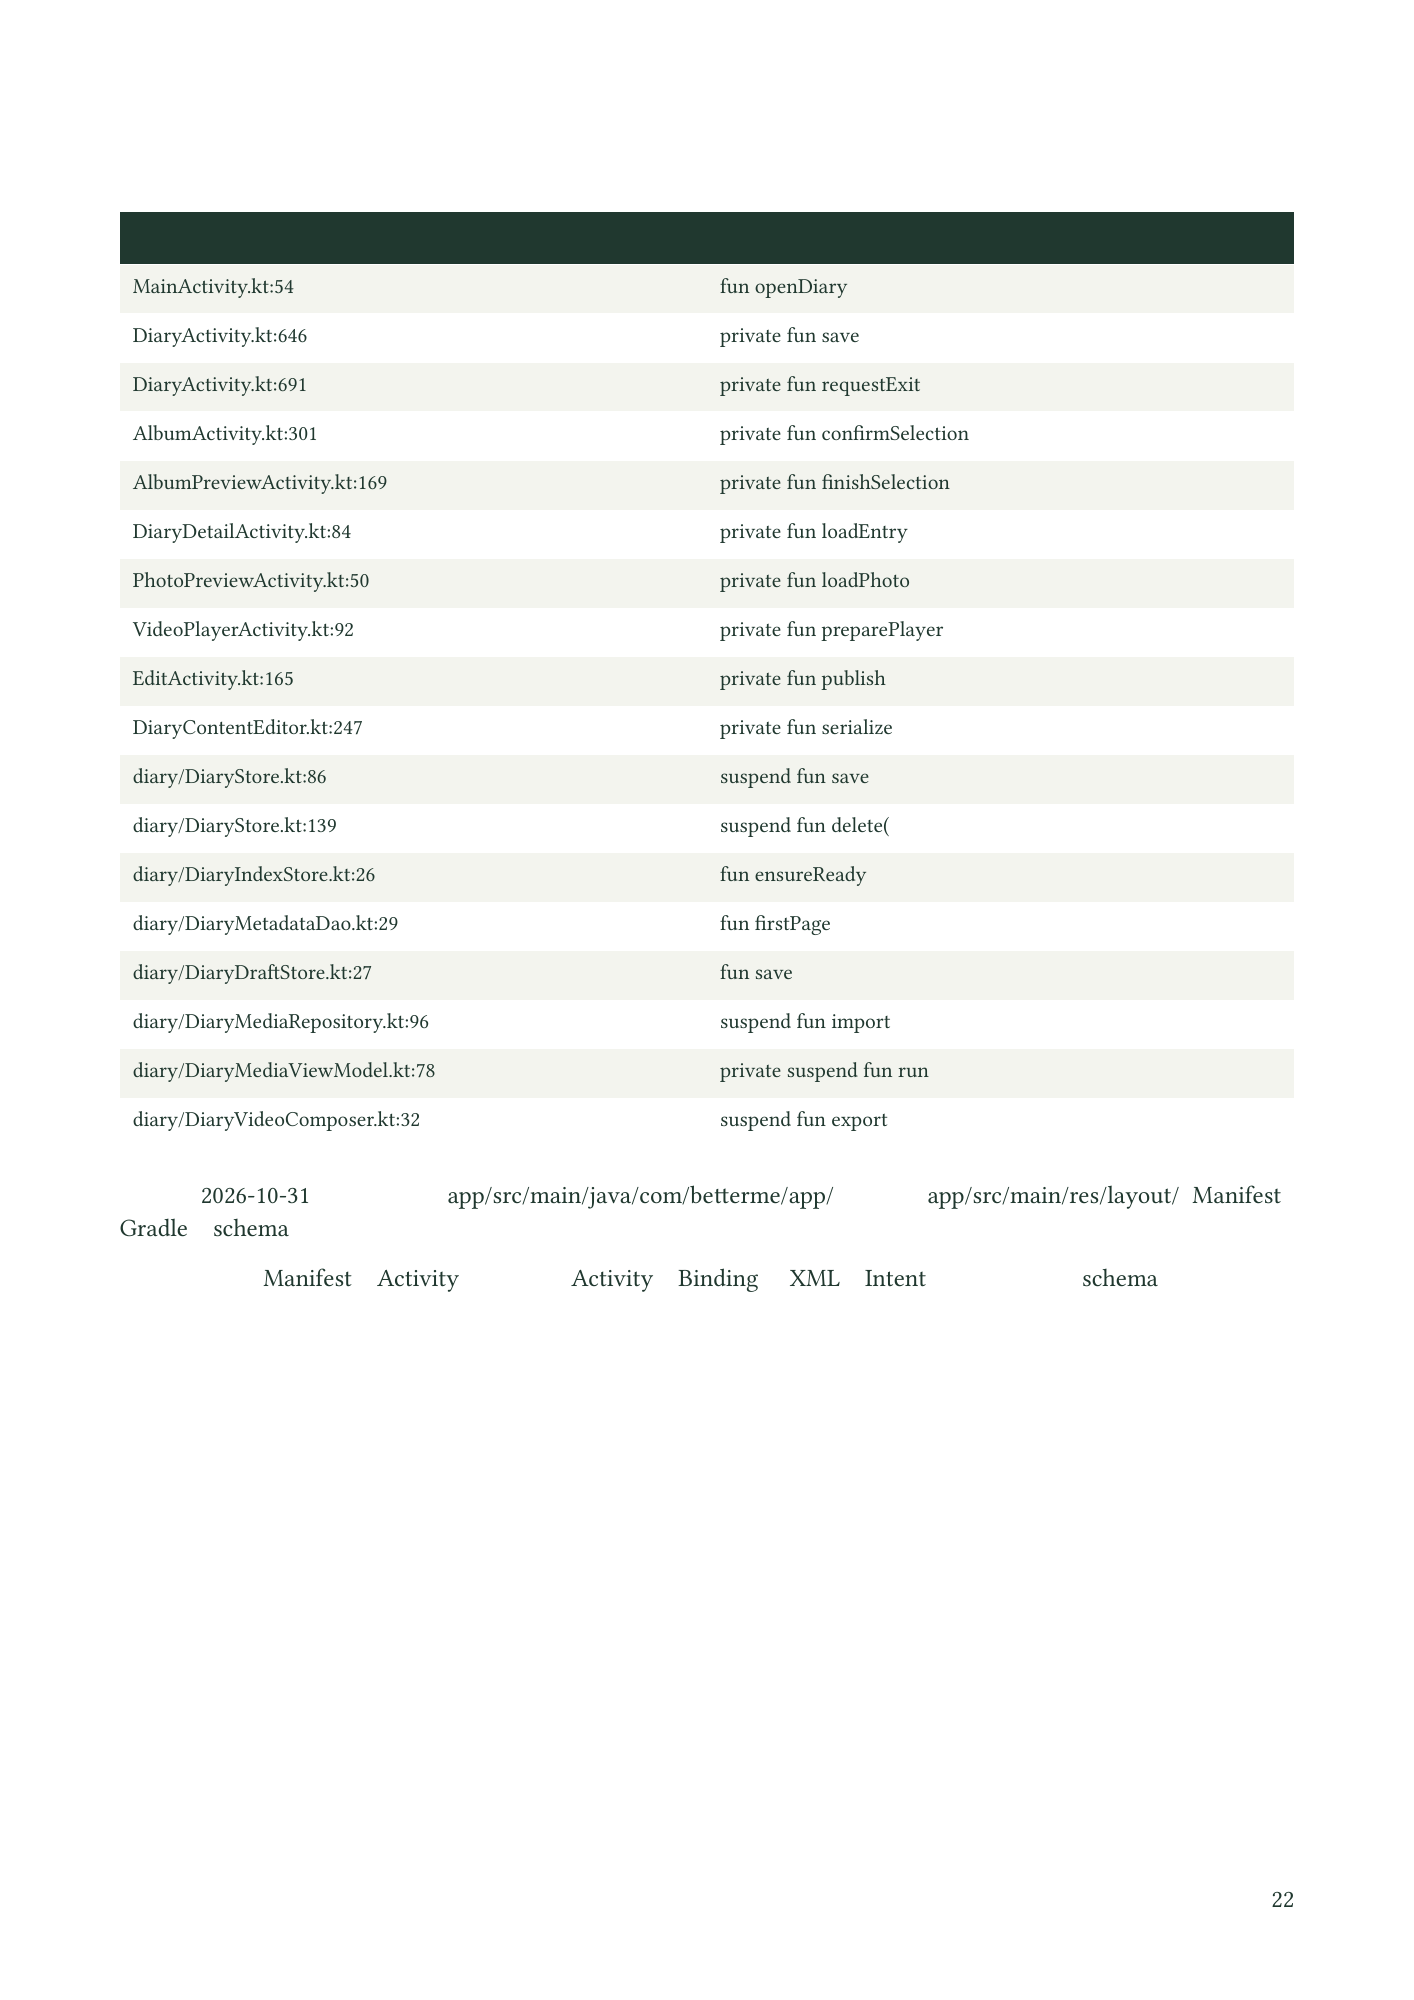 MainActivity.kt:54 fun openDiary
DiaryActivity.kt:646 private fun save
DiaryActivity.kt:691 private fun requestExit
AlbumActivity.kt:301 private fun confirmSelection
AlbumPreviewActivity.kt:169 private fun finishSelection
DiaryDetailActivity.kt:84 private fun loadEntry
PhotoPreviewActivity.kt:50 private fun loadPhoto
VideoPlayerActivity.kt:92 private fun preparePlayer
EditActivity.kt:165 private fun publish
DiaryContentEditor.kt:247 private fun serialize
diary/DiaryStore.kt:86 suspend fun save
diary/DiaryStore.kt:139 suspend fun delete(
diary/DiaryIndexStore.kt:26 fun ensureReady
diary/DiaryMetadataDao.kt:29 fun firstPage
diary/DiaryDraftStore.kt:27 fun save
diary/DiaryMediaRepository.kt:96 suspend fun import
diary/DiaryMediaViewModel.kt:78 private suspend fun run
diary/DiaryVideoComposer.kt:32 suspend fun export
2026-10-31 app/src/main/java/com/betterme/app/ app/src/main/res/layout/ Manifest
Gradle schema
Manifest Activity Activity Binding XML Intent schema
22